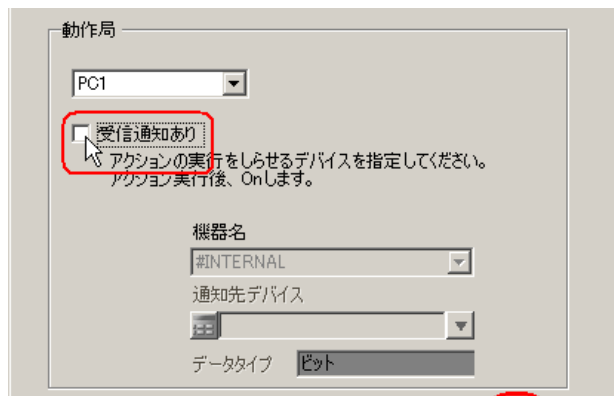 動作局
PC1
受信通知あり
アクションの実行をしらせるデバイスを指定してください。
アクション実行後、Onします。
機器名
#INTERNAL
通知先デバイス
データタイプ ビット